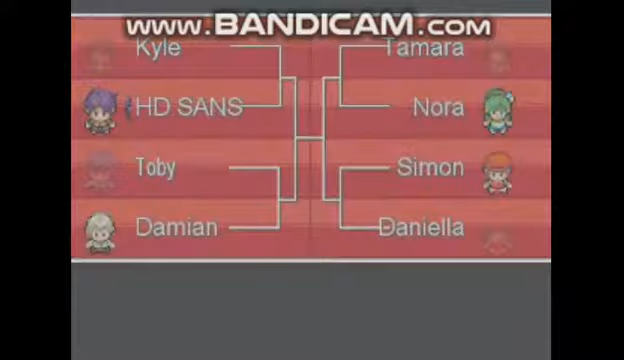 www.BANDICAM.com
Kyle
Tamara
HD SANS
Nora
Toby
Simon
Damian
Daniella